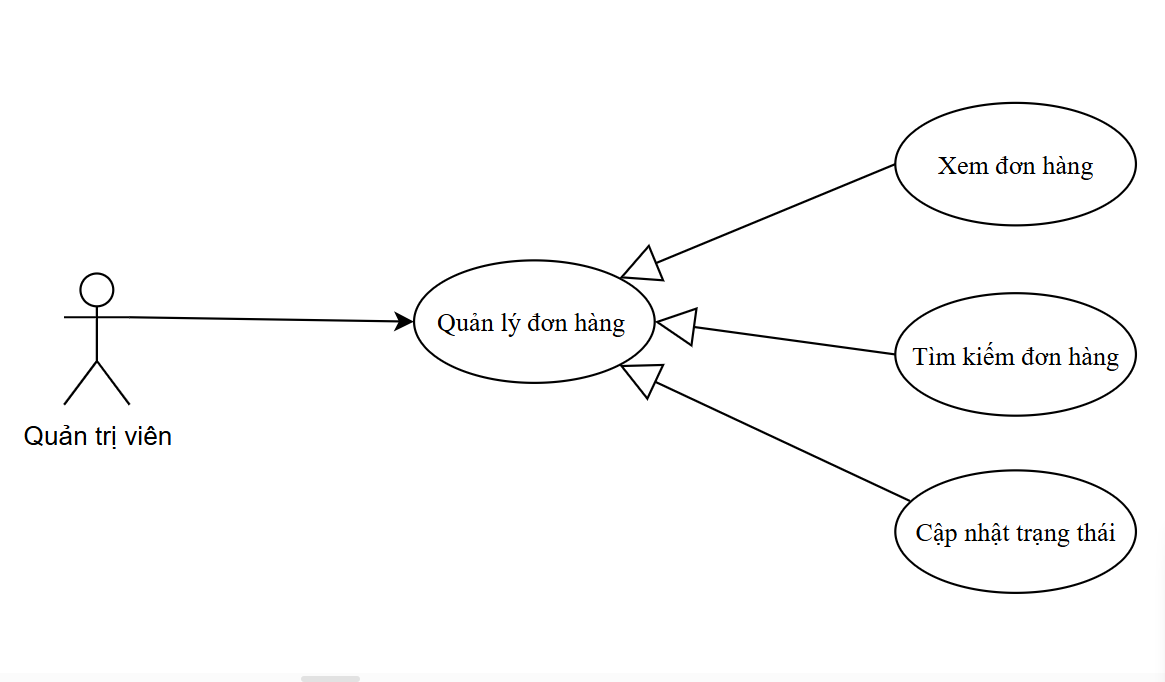 Xem đơn hàng
Quản lý đơn hàng
Tìm kiếm đơn hàng
Quản trị viên
Cập nhật trạng thái